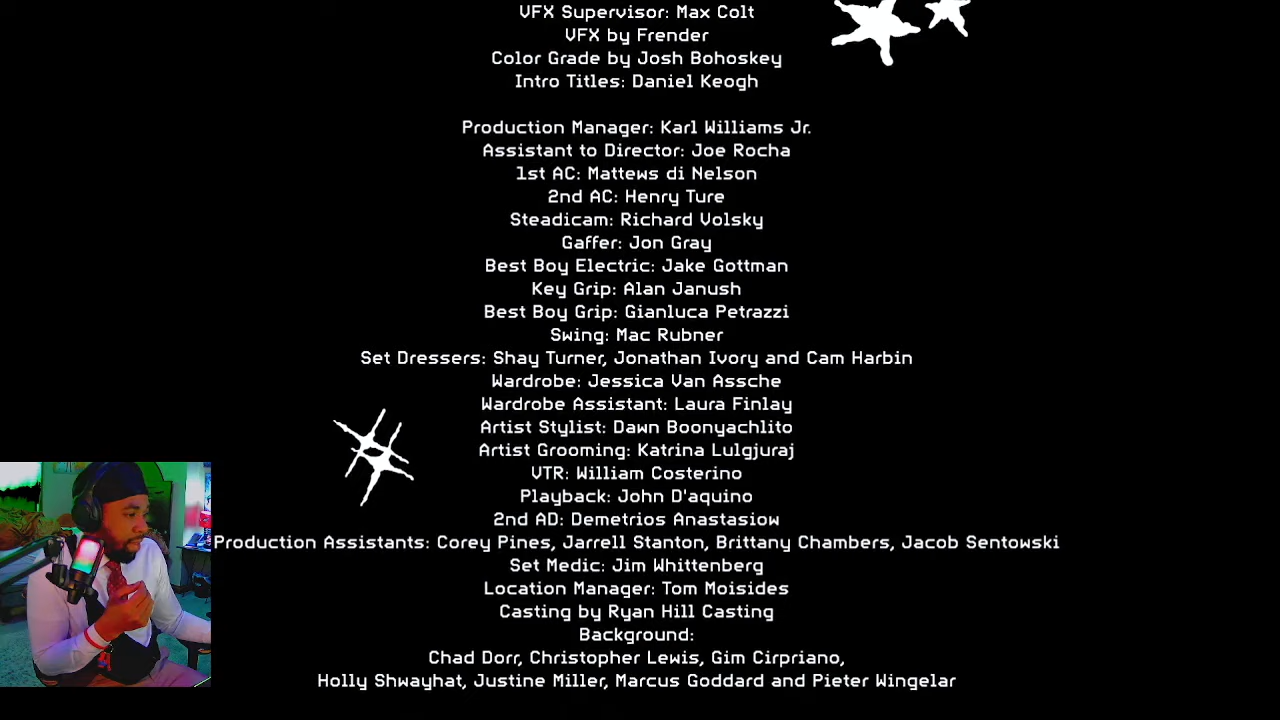 VFX Supervisor: Max Colt
VFX by Frender
Color Grade by Josh Bohoskey
Intro Titles: Daniel Keogh
Production Manager: Karl Williams Jr.
Assistant to Director: Joe Rocha
1st AC: Mattews di Nelson
2nd AC: Henry Ture
Steadicam: Richard Volsky
Gaffer: Jon Gray
Best Boy Electric: Jake Gottman
Key Grip: Alan Janush
Best Boy Grip: Gianluca Petrazzi
Swing: Mac Rubner
Set Dressers: Shay Turner, Jonathan Ivory and Cam Harbin
Wardrobe: Jessica Van Assche
Wardrobe Assistant: Laura Finlay
Artist Stylist: Dawn Boonyachlito
Artist Grooming: Katrina Lulgjuraj
VTR: William Costerino
Playback: John D'aquino
2nd AD: Demetrios Anastasiow
Production Assistants: Corey Pines, Jarrell Stanton, Brittany Chambers, Jacob Sentowski
Set Medic: Jim Whittenberg
Location Manager: Tom Moisides
Casting by Ryan Hill Casting
Background:
Chad Dorr, Christopher Lewis, Gim Cirpriano,
Holly Shwayhat, Justine Miller, Marcus Goddard and Pieter Wingelar